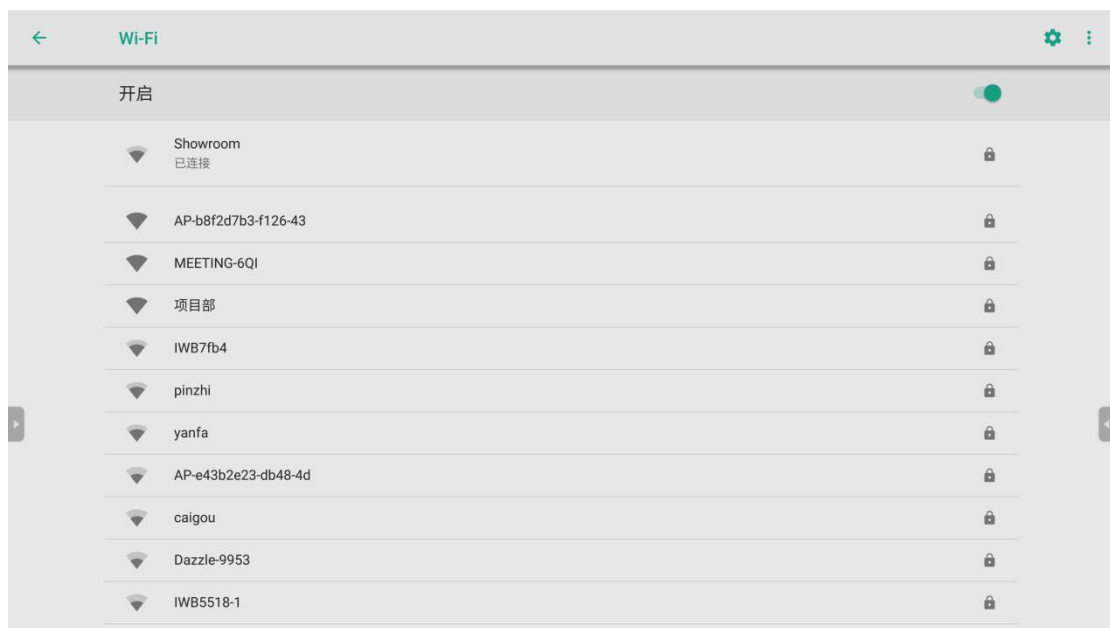 Wi-Fi
开启
Showroom
已连接
AP-b8f2d7b3-f126-43
MEETING-6QI
项目部
IWB7fb4
pinzhi
yanfa
AP-e43b2e23-db48-4d
caigou
Dazzle-9953
IWB5518-1